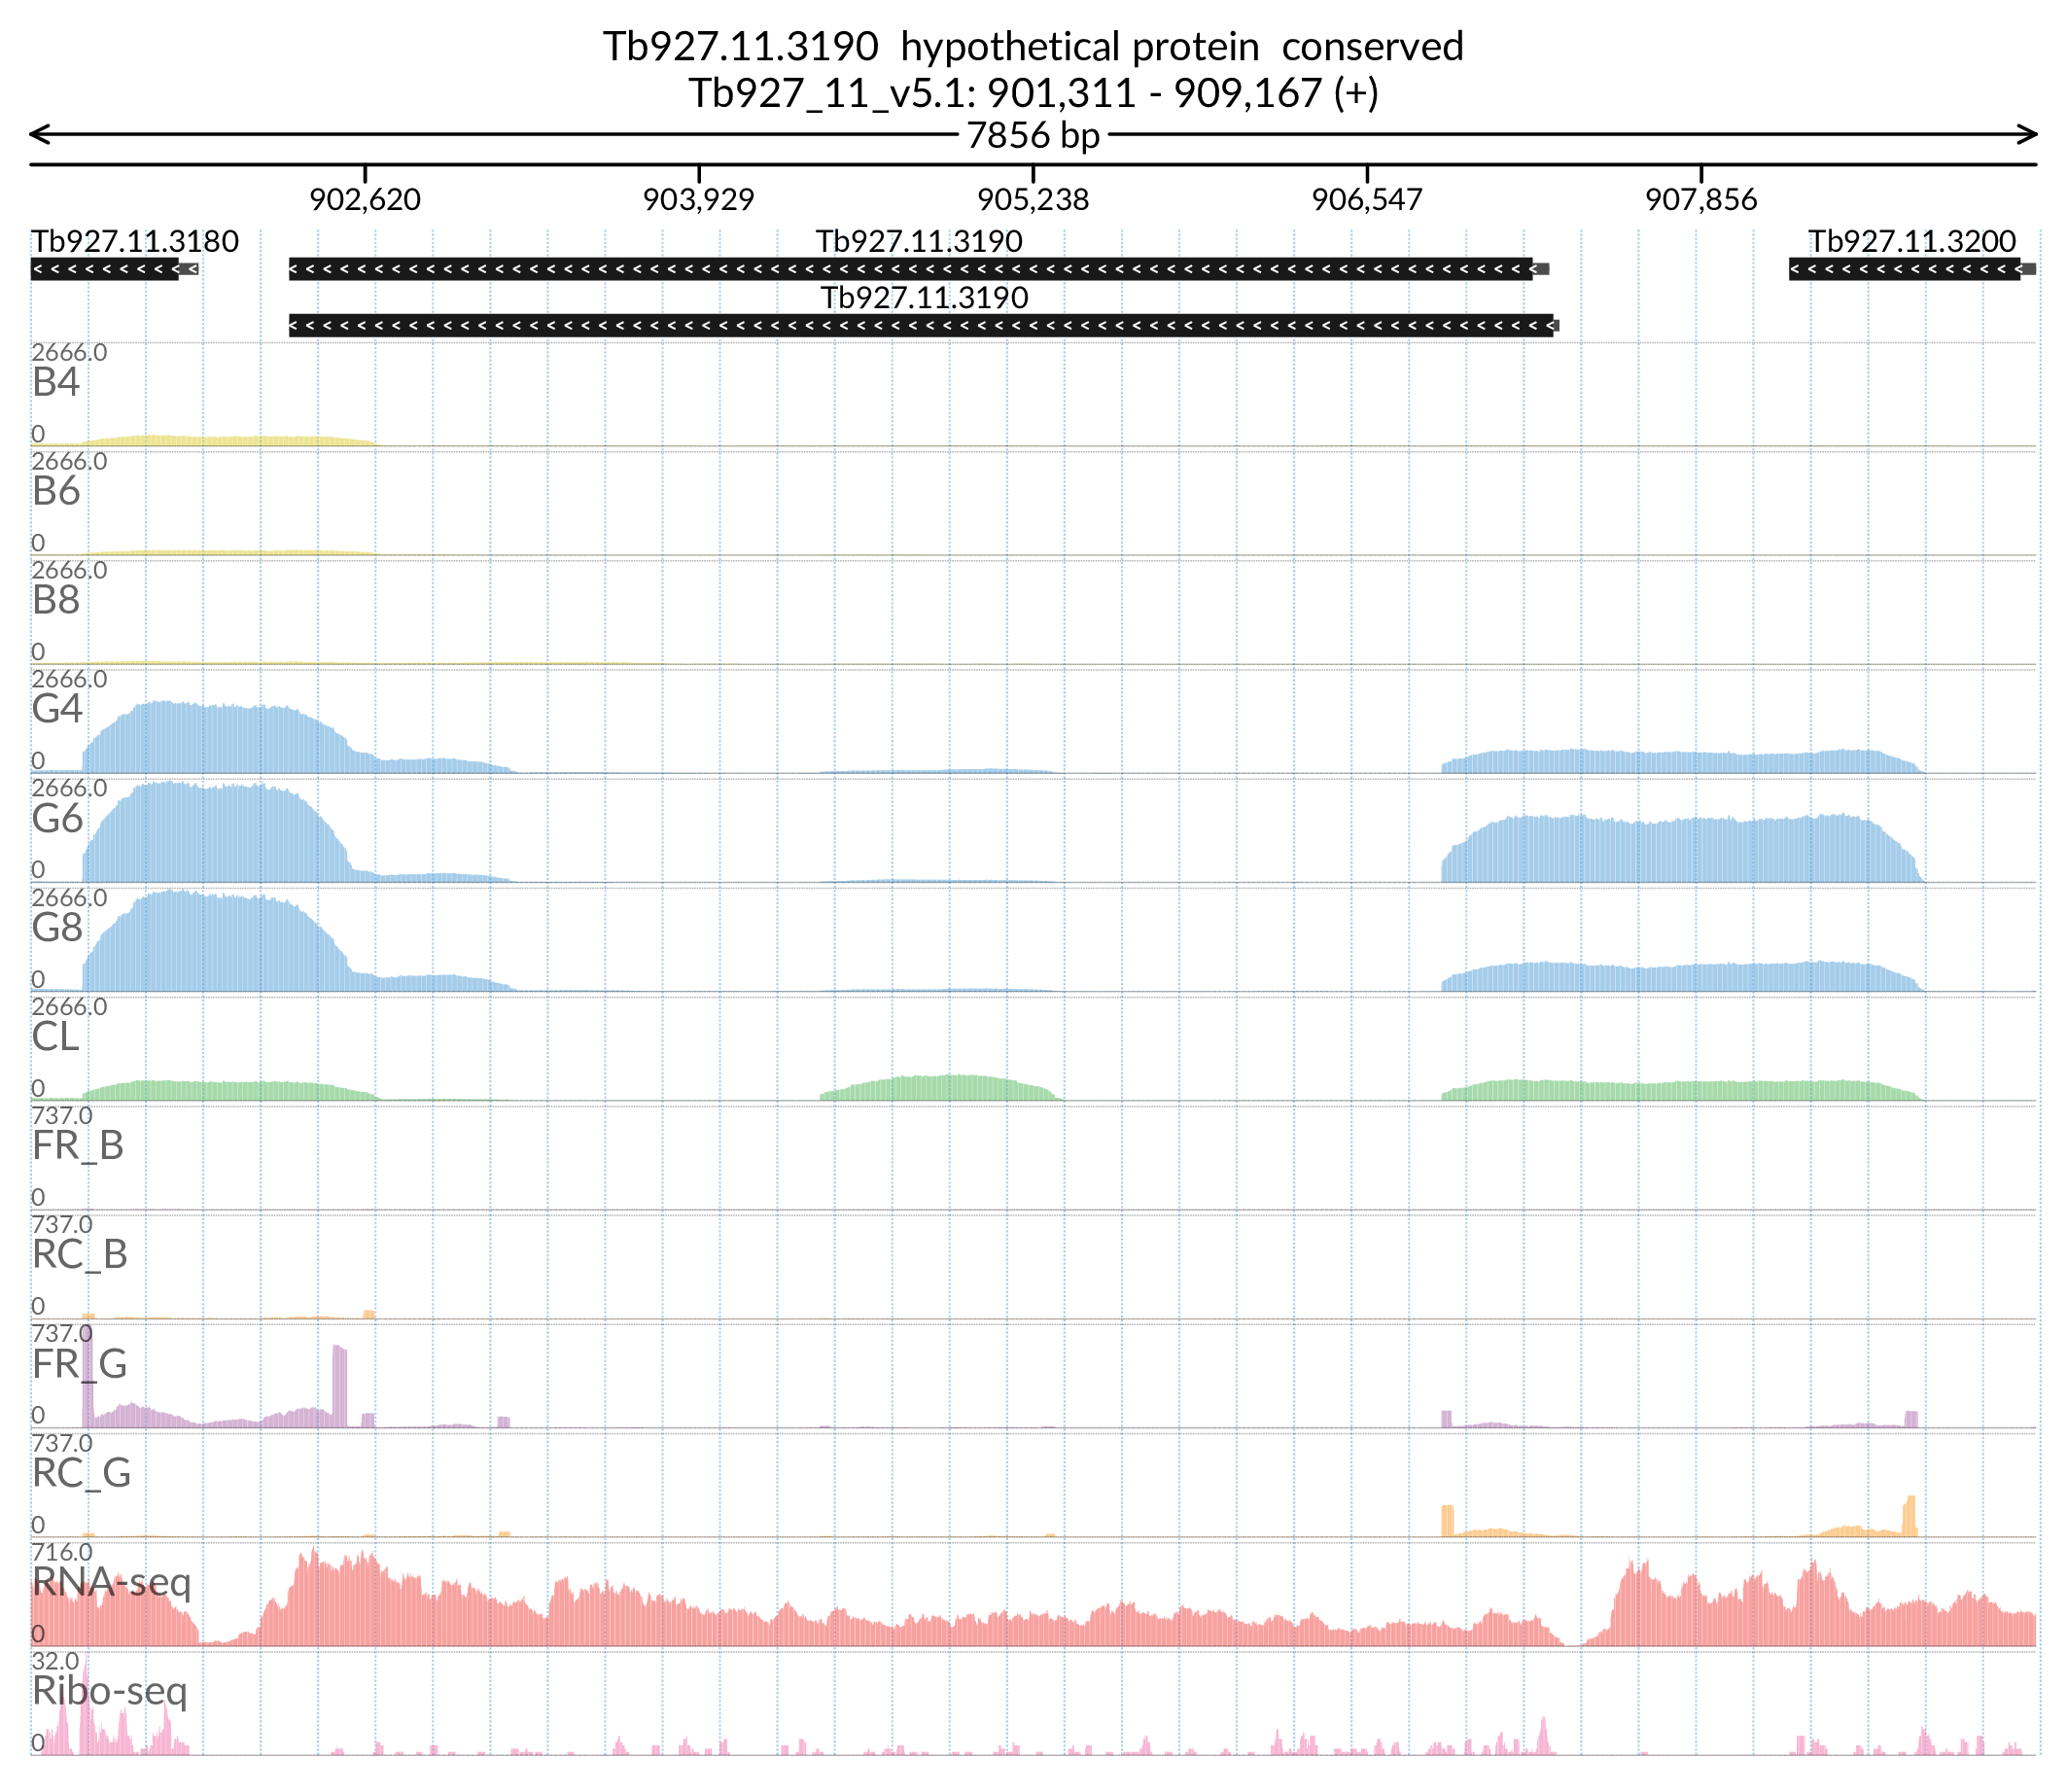 Tb927.11.3190  hypothetical protein  conserved
Tb927_11_v5.1: 901,311 - 909,167 (+)
7856 bp
902,620 903,929 905,238 906,547 907,856
Tb927.11.3180 Tb927.11.3190 Tb927.11.3200
Tb927.11.3190
2666.0
B4
0
2666.0
B6
0
2666.0
B8
0
2666.0
G4
0
2666.0
G6
0
2666.0
G8
0
2666.0
CL
0
737.0
FR_B
0
737.0
RC_B
0
737.0
FR_G
0
737.0
RC_G
0
716.0
RNA-seq
0
32.0
Ribo-seq
0